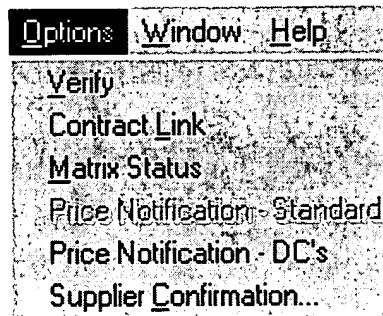 Options Window Help
Verify
Contract Link
Matrix Status
Price Notification - Standard
Price Notification - DC's
Supplier Confirmation...